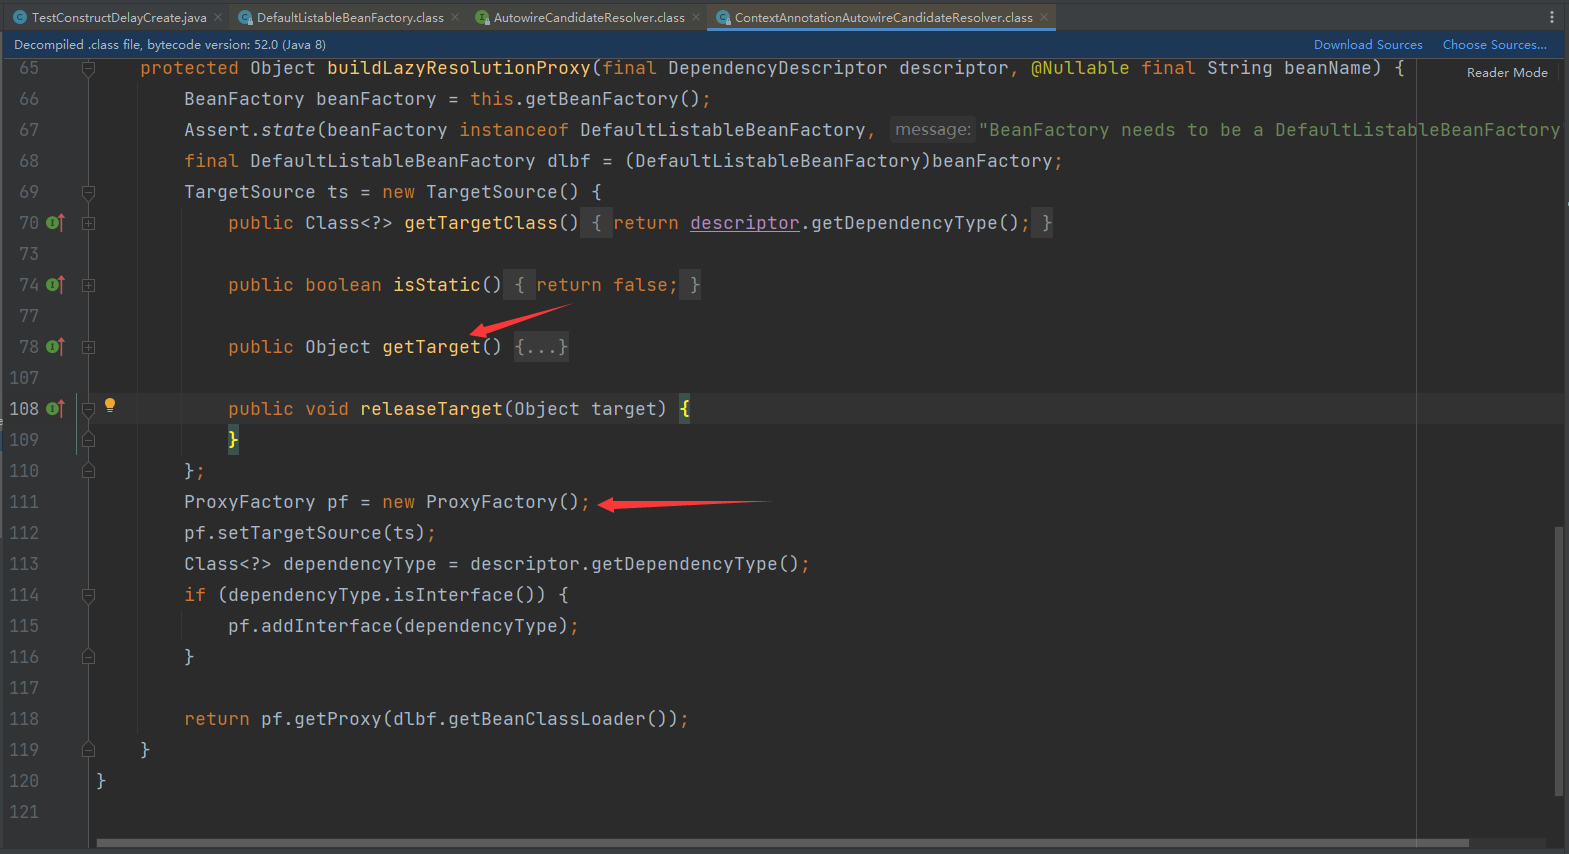 TestConstructDelayCreate.java DefaultListableBeanFactory.class AutowireCandidateResolver.class ContextAnnotationAutowireCandidateResolver.class
Decompiled .class file, bytecode version: 52.0 (Java 8) Download Sources Choose Sources...
Reader Mode
65 protected Object buildLazyResolutionProxy(final DependencyDescriptor descriptor, @Nullable final String beanName) {
66 BeanFactory beanFactory = this.getBeanFactory();
67 Assert.state(beanFactory instanceof DefaultListableBeanFactory, message: "BeanFactory needs to be a DefaultListableBeanFactory
68 final DefaultListableBeanFactory dlbf = (DefaultListableBeanFactory)beanFactory;
69 TargetSource ts = new TargetSource() {
70 public Class<?> getTargetClass() { return descriptor.getDependencyType(); }
73
74 public boolean isStatic() { return false; }
77
78 public Object getTarget() {...}
107
108 public void releaseTarget(Object target) {
109 }
110 };
111 ProxyFactory pf = new ProxyFactory();
112 pf.setTargetSource(ts);
113 Class<?> dependencyType = descriptor.getDependencyType();
114 if (dependencyType.isInterface()) {
115 pf.addInterface(dependencyType);
116 }
117
118 return pf.getProxy(dlbf.getBeanClassLoader());
119 }
120 }
121